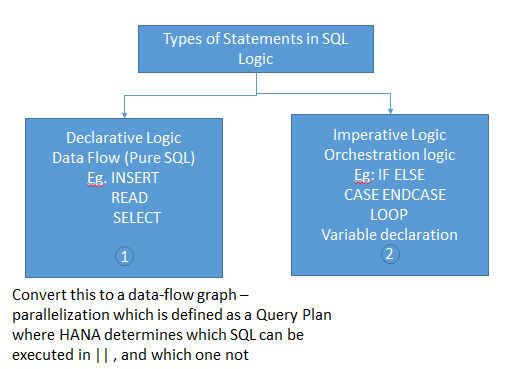 Types of Statements in SQL
Logic
Declarative Logic
Data Flow (Pure SQL)
Eg. INSERT
READ
SELECT
1
Imperative Logic
Orchestration logic
Eg: IF ELSE
CASE ENDCASE
LOOP
Variable declaration
2
Convert this to a data-flow graph –
parallelization which is defined as a Query Plan
where HANA determines which SQL can be
executed in || , and which one not